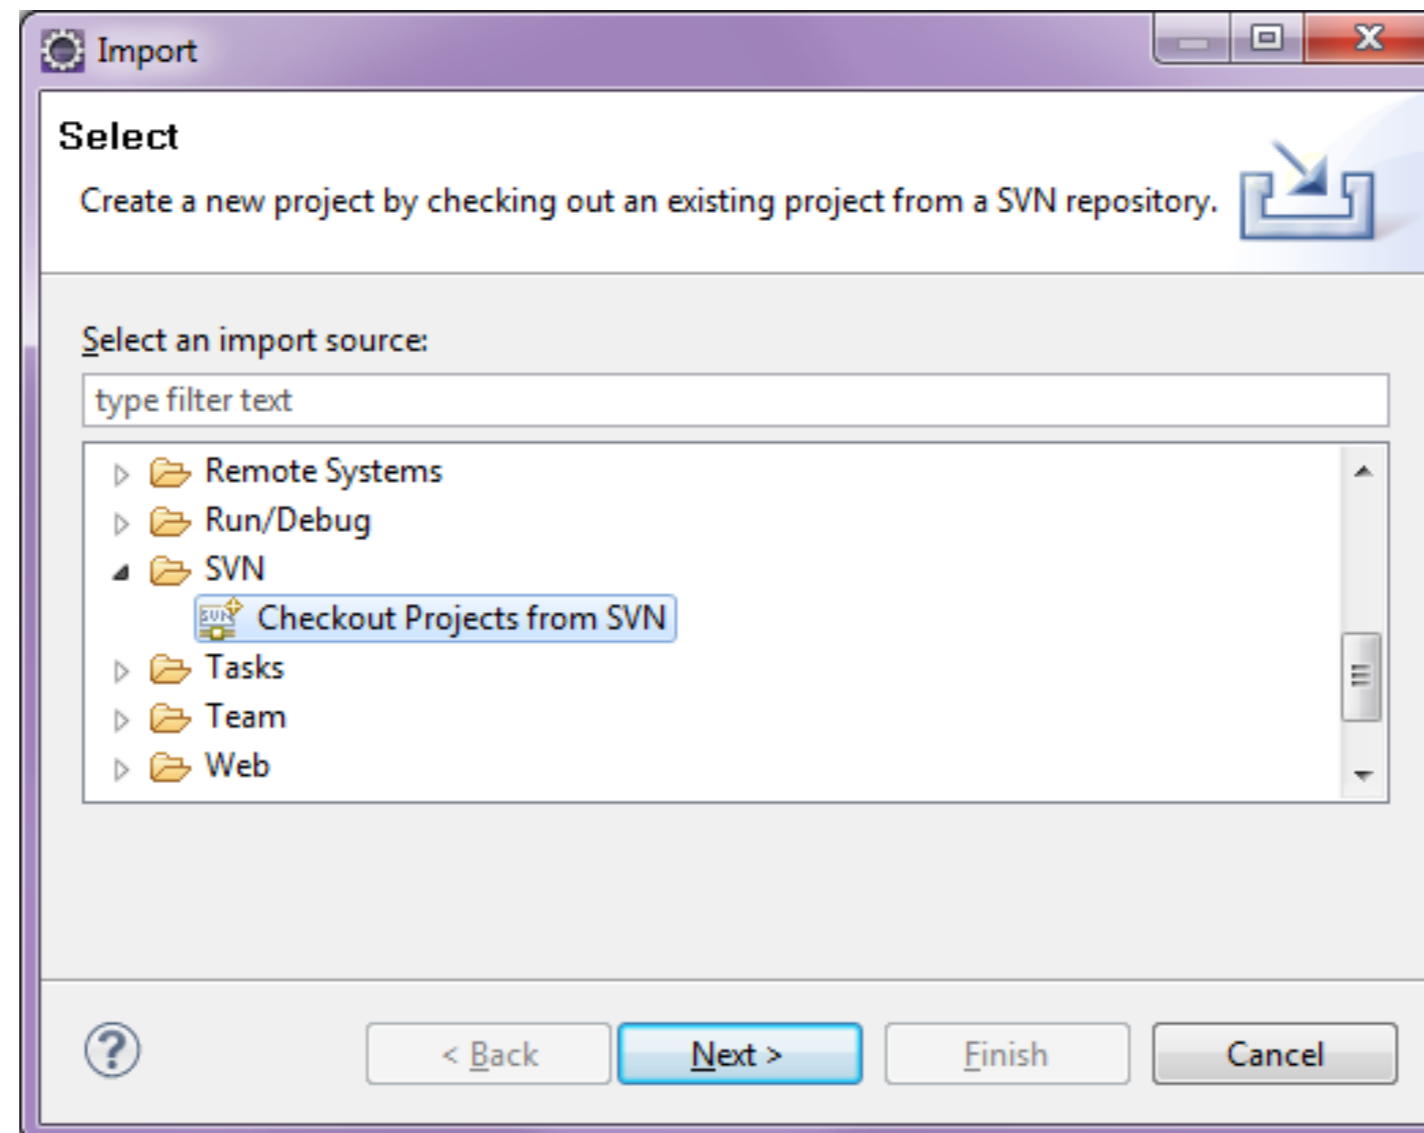 Import
Select
Create a new project by checking out an existing project from a SVN repository.
Select an import source:
type filter text
Remote Systems
Run/Debug
SVN
SVN Checkout Projects from SVN
Tasks
Team
Web
? < Back Next > Finish Cancel